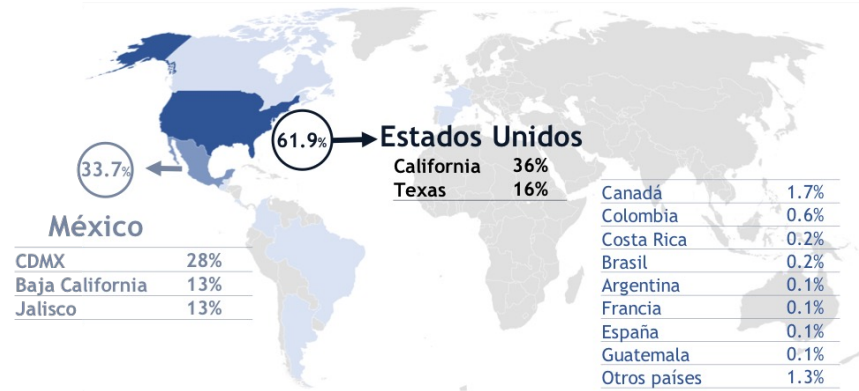 61.9%
Estados Unidos
California 36%
Texas 16%
33.7%
México
CDMX 28%
Baja California 13%
Jalisco 13%
Canadá 1.7%
Colombia 0.6%
Costa Rica 0.2%
Brasil 0.2%
Argentina 0.1%
Francia 0.1%
España 0.1%
Guatemala 0.1%
Otros países 1.3%